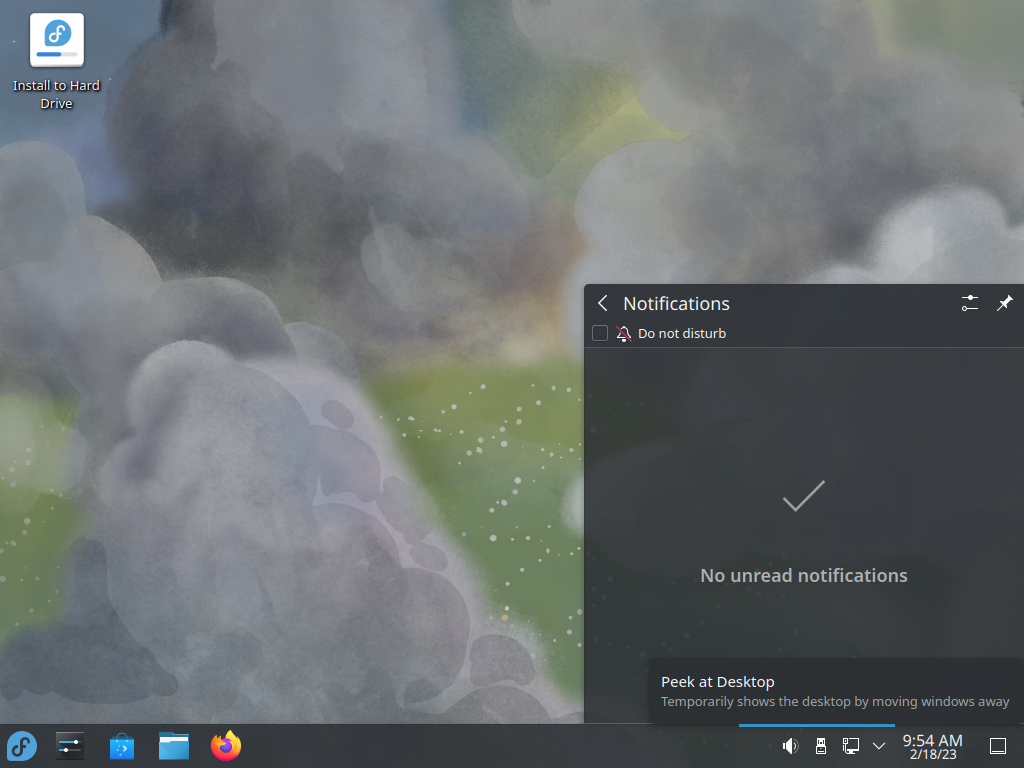 Install to Hard
Drive
Notifications
Do not disturb
No unread notifications
Peek at Desktop
Temporarily shows the desktop by moving windows away
9:54 AM
2/18/23